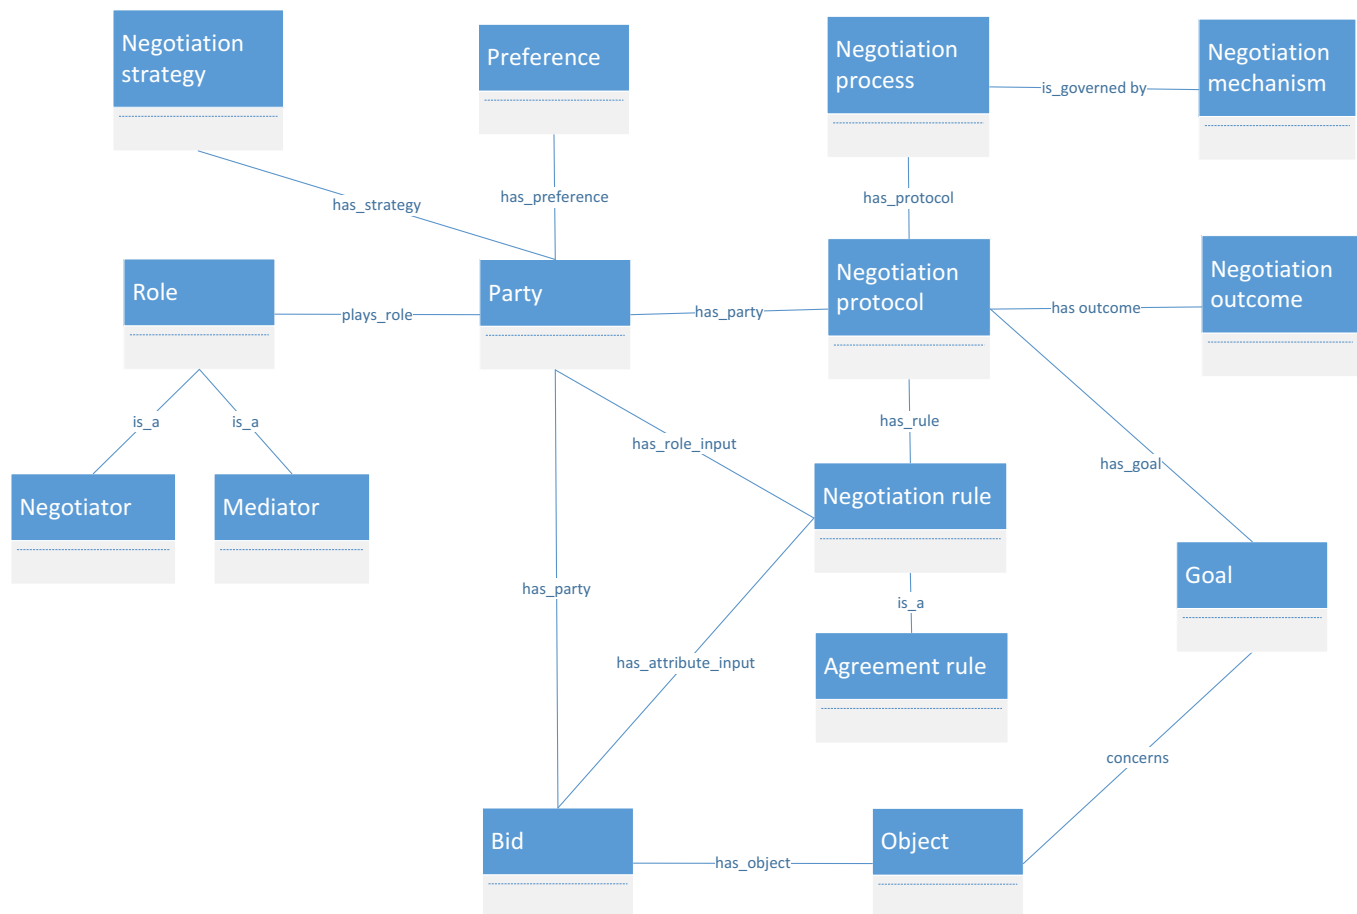 Negotiation
strategy
Preference
Negotiation
process
is_governed by
Negotiation
mechanism
has_strategy
has_preference
has_protocol
Role
plays_role
Party
has_party
Negotiation
protocol
has outcome
Negotiation
outcome
is_a
is_a
has_role_input
has_rule
has_goal
Negotiator
Mediator
Negotiation rule
has_party
is_a
Goal
has_attribute_input
Agreement rule
concerns
Bid
has_object
Object